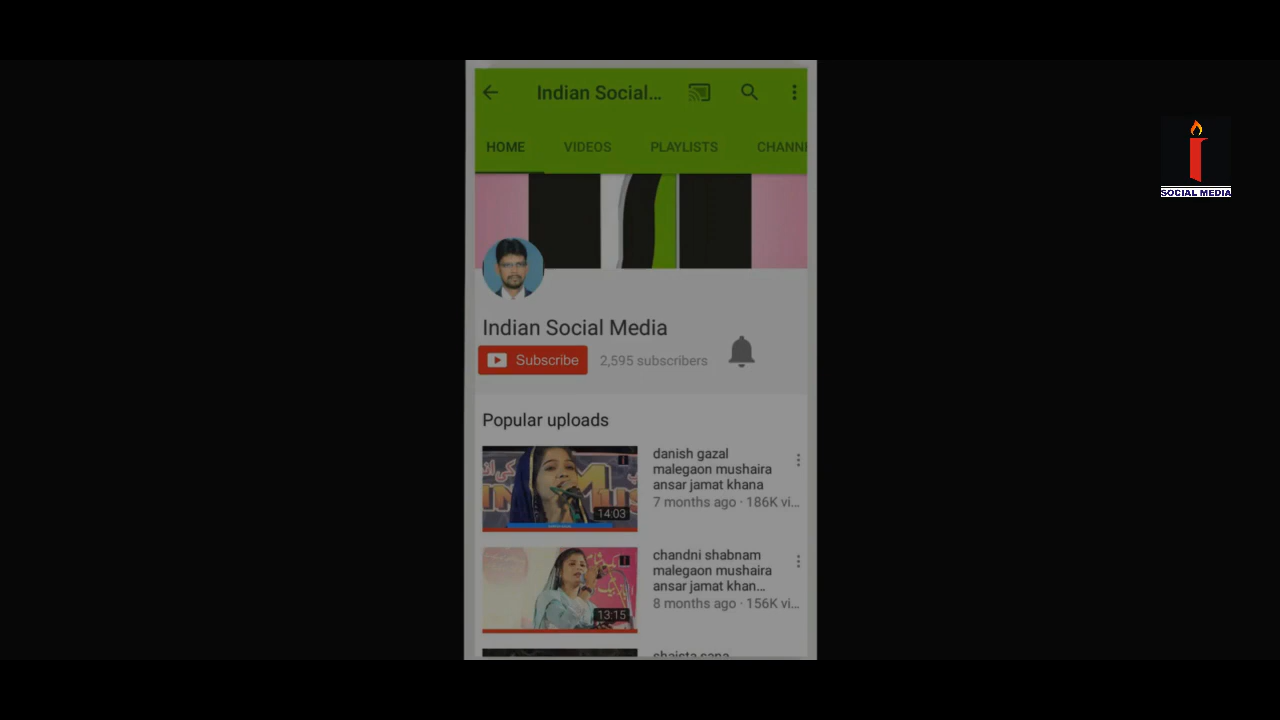 Indian Social...
HOME VIDEOS PLAYLISTS CHANN
SOCIAL MEDIA
Indian Social Media
Subscribe 2,595 subscribers
Popular uploads
danish gazal
malegaon mushaira
ansar jamat khana
7 months ago · 186K vi...
14:03
chandni shabnam
malegaon mushaira
ansar jamat khan...
8 months ago · 156K vi...
13:15
shaista sana